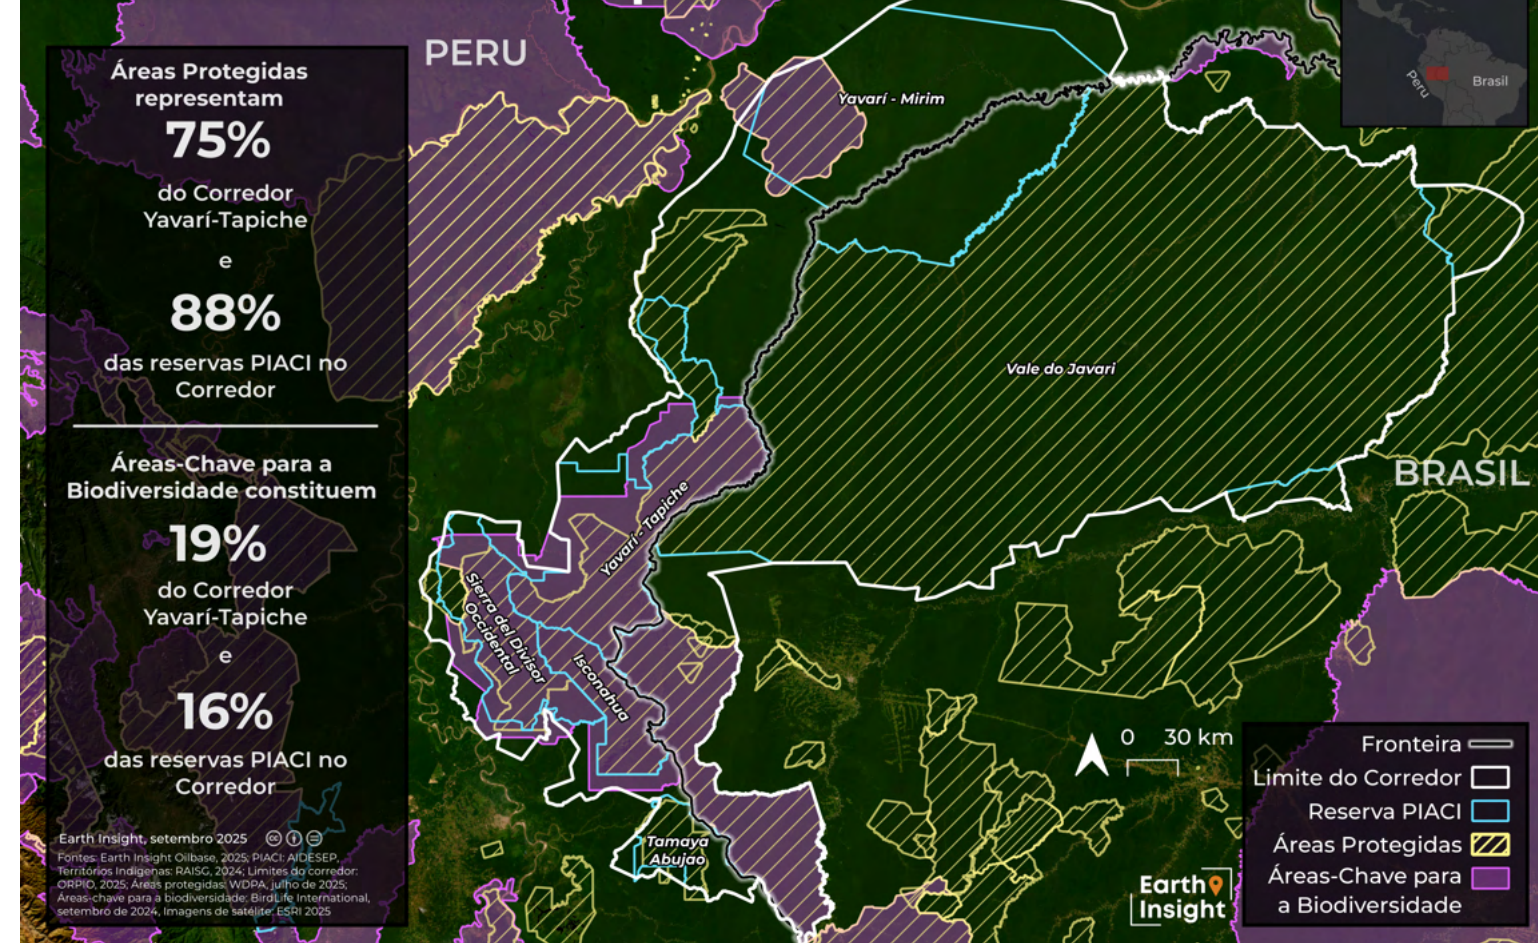 PERU
Áreas Protegidas
representam
75%
do Corredor
Yavarí-Tapiche
e
88%
das reservas PIACI no
Corredor
Áreas-Chave para a
Biodiversidade constituem
19%
do Corredor
Yavarí-Tapiche
e
16%
das reservas PIACI no
Corredor
Earth Insight, setembro 2025
Fontes: Earth Insight Oilbase, 2025; PIACI: AIDESEP,
Territórios Indígenas: RAISG, 2024; Limites do corredor:
ORPIO, 2025; Áreas protegidas: WDPA, julho de 2025;
Áreas-chave para a biodiversidade: BirdLife International,
setembro de 2024, Imagens de satélite: ESRI 2025
Yavarí - Mirim
Vale do Javari
Yavarí - Tapiche
Sierra del Divisor
Occidental
Isconahua
Tamaya
Abujao
BRASIL
Peru
Brasil
0 30 km
Fronteira
Limite do Corredor
Reserva PIACI
Áreas Protegidas
Áreas-Chave para
a Biodiversidade
Earth
Insight